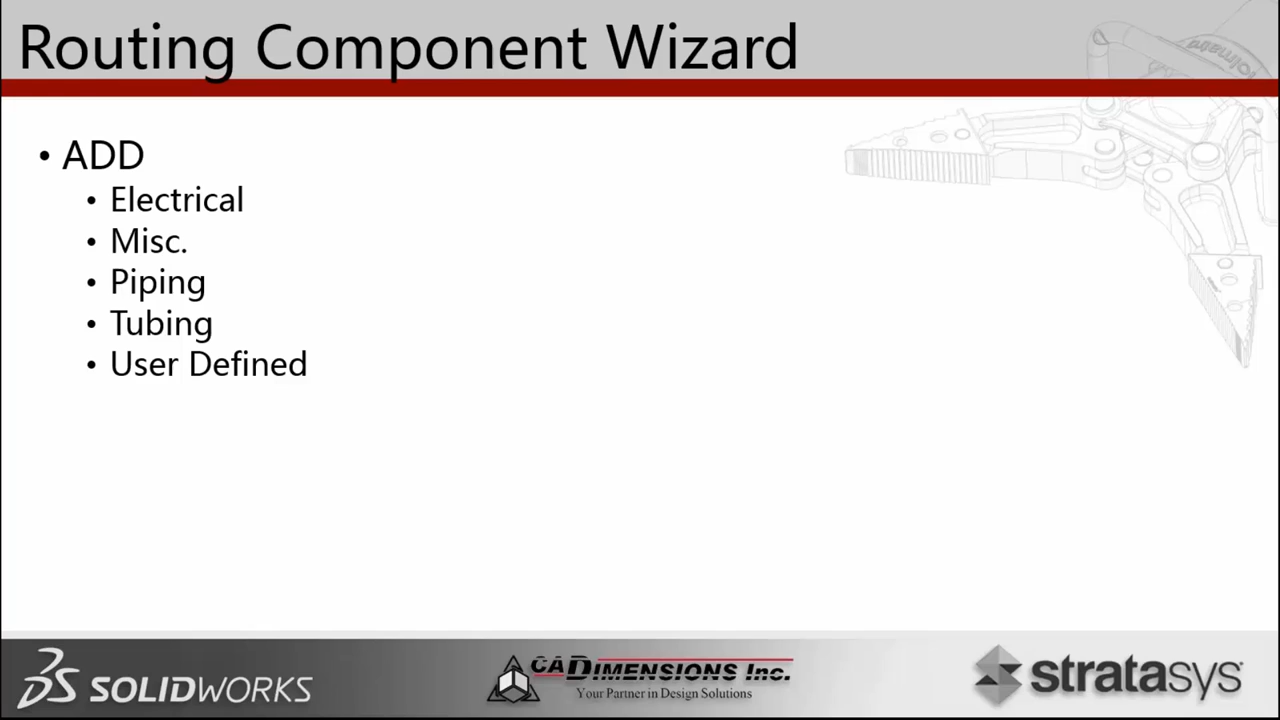 Routing Component Wizard
• ADD
• Electrical
• Misc.
• Piping
• Tubing
• User Defined
SOLIDWORKS
CADIMENSIONS INC.
Your Partner in Design Solutions
stratasys